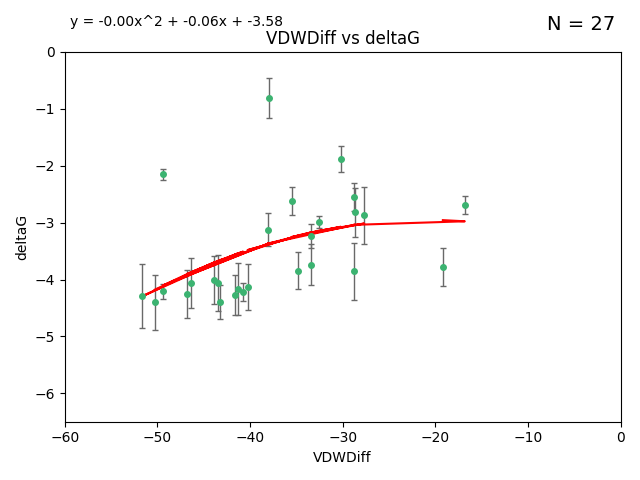 y = -0.00x^2 + -0.06x + -3.58
N = 27
VDWDiff vs deltaG
0
−1
−2
−3
−4
−5
−6
deltaG
−60 −50 −40 −30 −20 −10 0
VDWDiff